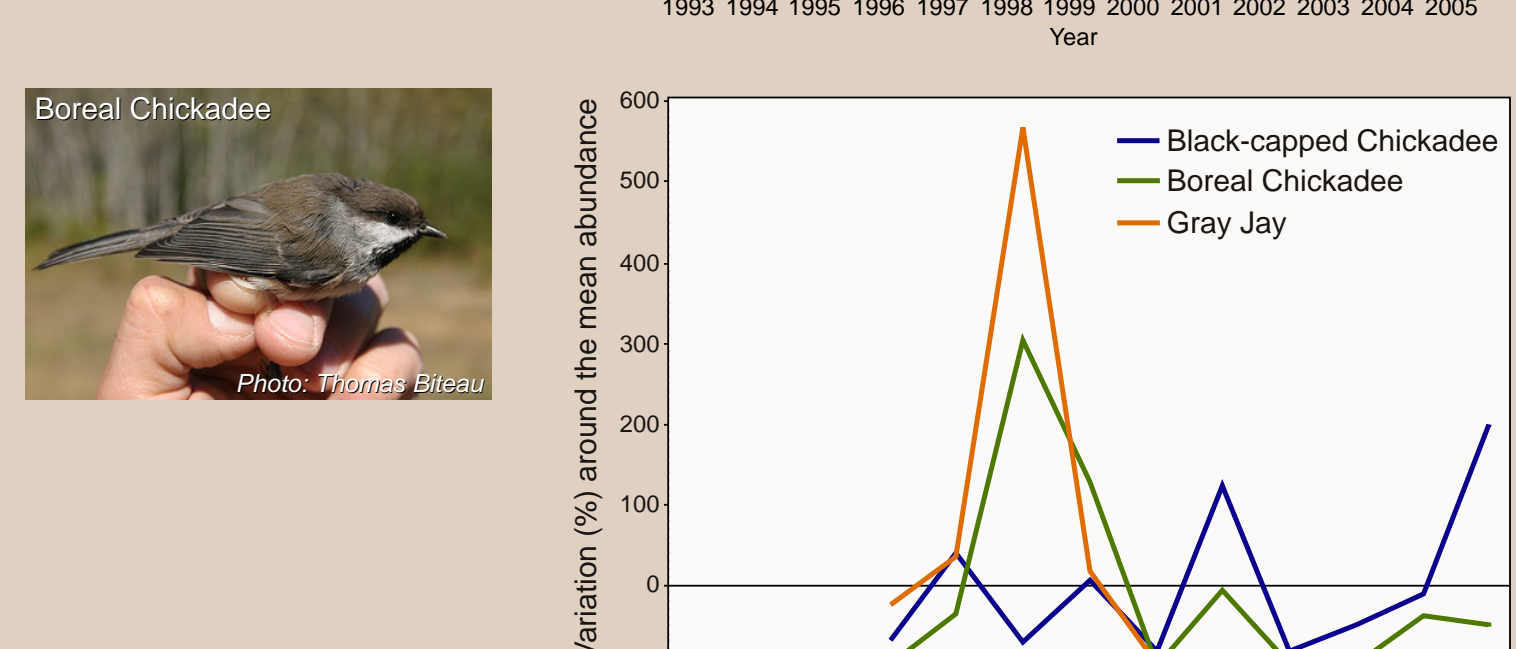 1993 1994 1995 1996 1997 1998 1999 2000 2001 2002 2003 2004 2005
Year
Boreal Chickadee
Photo: Thomas Biteau
Variation (%) around the mean abundance
600
500
400
300
200
100
0
Black-capped Chickadee
Boreal Chickadee
Gray Jay